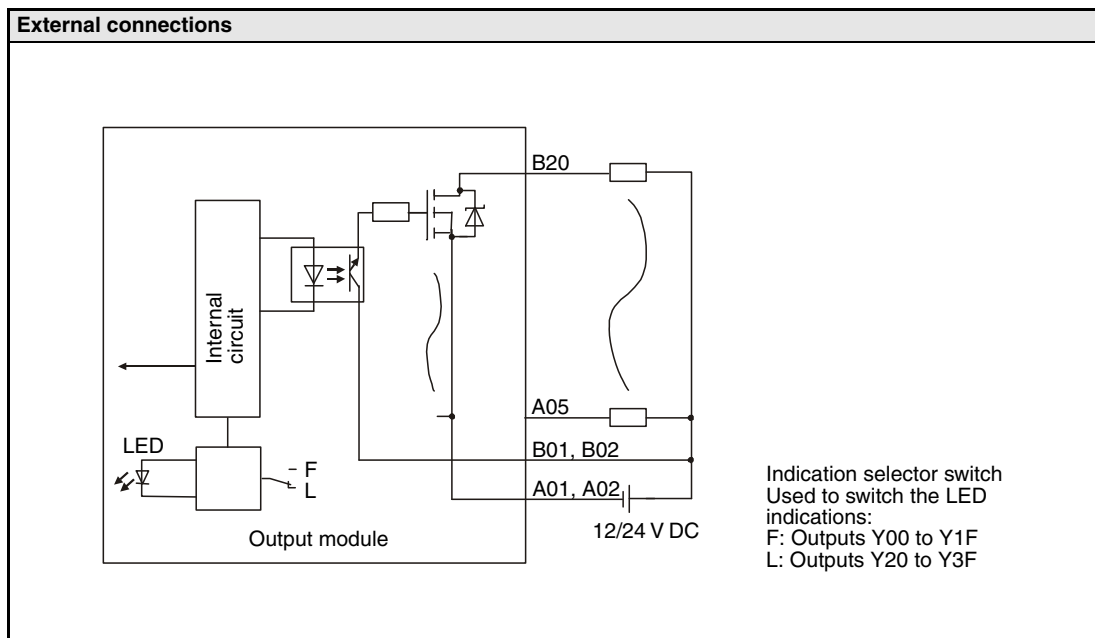 External connections
B20
Internal
circuit
A05
LED
B01, B02
F
L
A01, A02
12/24 V DC
Output module
Indication selector switch
Used to switch the LED
indications:
F: Outputs Y00 to Y1F
L: Outputs Y20 to Y3F